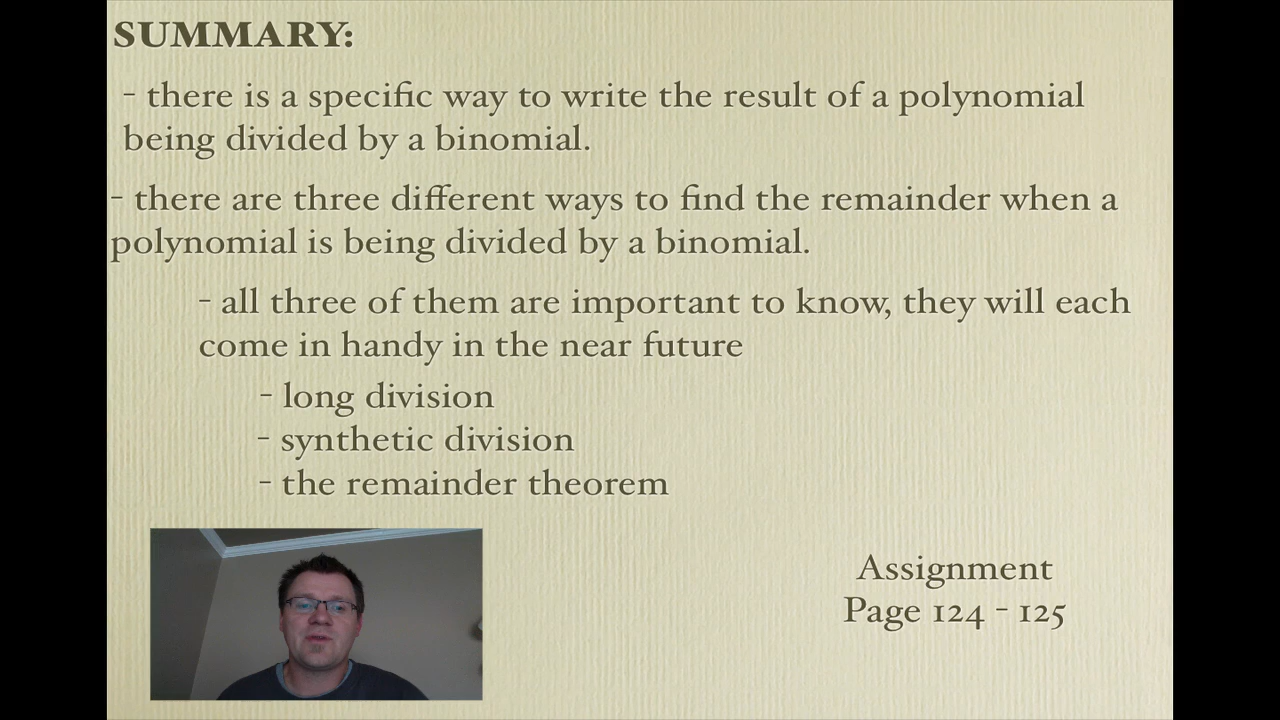 SUMMARY:
- there is a specific way to write the result of a polynomial
being divided by a binomial.
- there are three different ways to find the remainder when a
polynomial is being divided by a binomial.
- all three of them are important to know, they will each
come in handy in the near future
- long division
- synthetic division
- the remainder theorem
Assignment
Page 124 - 125